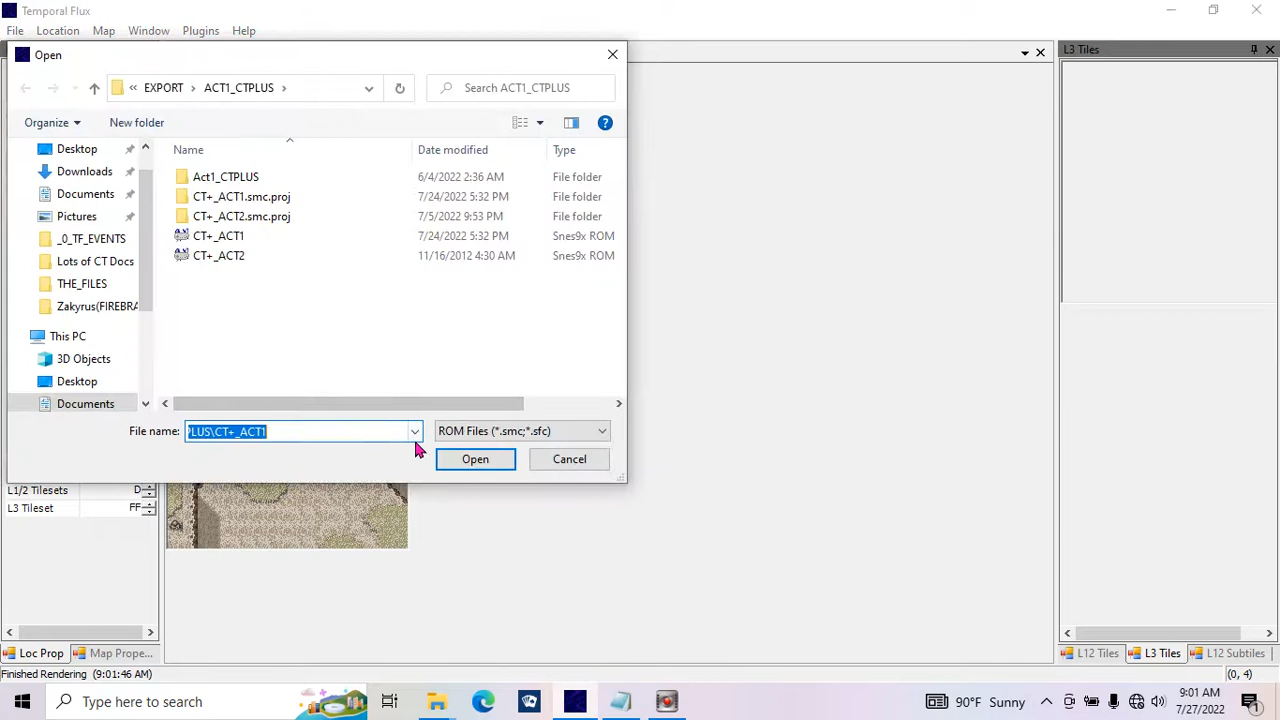 Temporal Flux
File Location Map Window Plugins Help
Open
L3 Tiles
EXPORT ACT1_CTPLUS
Search ACT1_CTPLUS
Organize
New folder
Name Date modified Type
Desktop
Downloads
Documents
Pictures
_0_TF_EVENTS
Lots of CT Docs
THE_FILES
Zakyrus(FIREBRA
This PC
3D Objects
Desktop
Documents
Act1_CTPLUS 6/4/2022 2:36 AM File folder
CT+_ACT1.smc.proj 7/24/2022 5:32 PM File folder
CT+_ACT2.smc.proj 7/5/2022 9:53 PM File folder
CT+_ACT1 7/24/2022 5:32 PM Snes9x ROM
CT+_ACT2 11/16/2012 4:30 AM Snes9x ROM
File name: PLUS\CT+_ACT1 ROM Files (*.smc;*.sfc)
Open Cancel
L1/2 Tilesets D
L3 Tileset FF
Loc Prop Map Prope...
L12 Tiles L3 Tiles L12 Subtiles
Finished Rendering (9:01:46 AM) (0, 4)
Type here to search
90°F Sunny
9:01 AM
7/27/2022
1